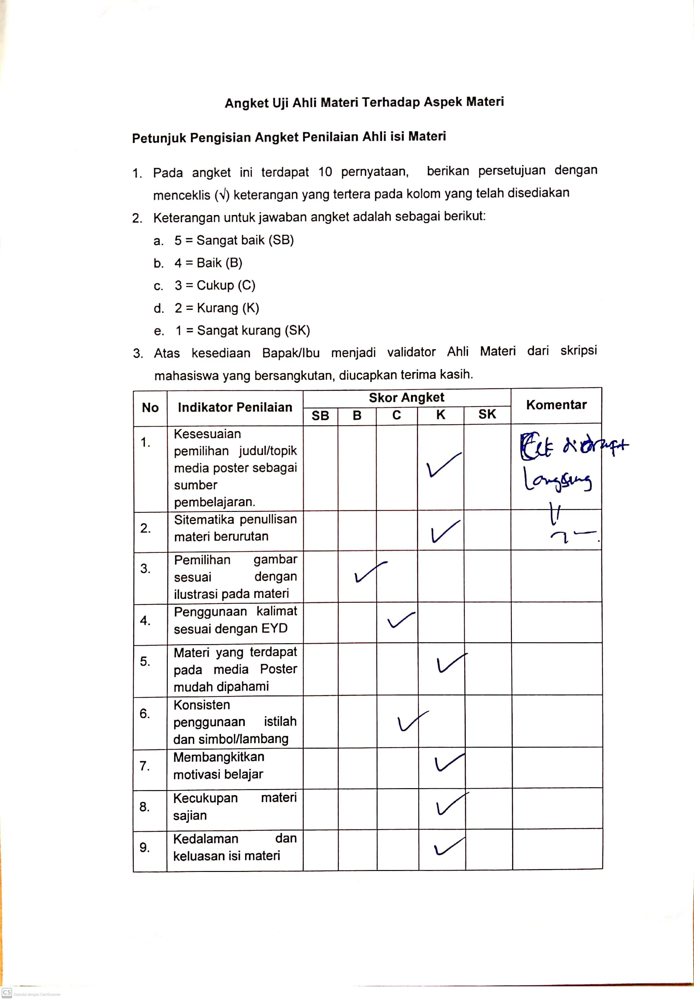 Angket Uji Ahli Materi Terhadap Aspek Materi
Petunjuk Pengisian Angket Penilaian Ahli isi Materi
1. Pada angket ini terdapat 10 pernyataan, berikan persetujuan dengan
menceklis (√) keterangan yang tertera pada kolom yang telah disediakan
2. Keterangan untuk jawaban angket adalah sebagai berikut:
a. 5 = Sangat baik (SB)
b. 4 = Baik (B)
c. 3 = Cukup (C)
d. 2 = Kurang (K)
e. 1 = Sangat kurang (SK)
3. Atas kesediaan Bapak/Ibu menjadi validator Ahli Materi dari skripsi
mahasiswa yang bersangkutan, diucapkan terima kasih.
No Indikator Penilaian Skor Angket Komentar
SB B C K SK
1. Kesesuaian
pemilihan judul/topik
media poster sebagai
sumber
pembelajaran.
✓
Cek didraft
Langsung
2. Sitematika penullisan
materi berurutan
✓
3. Pemilihan gambar
sesuai dengan
ilustrasi pada materi
✓
4. Penggunaan kalimat
sesuai dengan EYD
✓
5. Materi yang terdapat
pada media Poster
mudah dipahami
✓
6. Konsisten
penggunaan istilah
dan simbol/lambang
✓
7. Membangkitkan
motivasi belajar
✓
8. Kecukupan materi
sajian
✓
9. Kedalaman dan
keluasan isi materi
✓
CS Dipindai dengan CamScanner